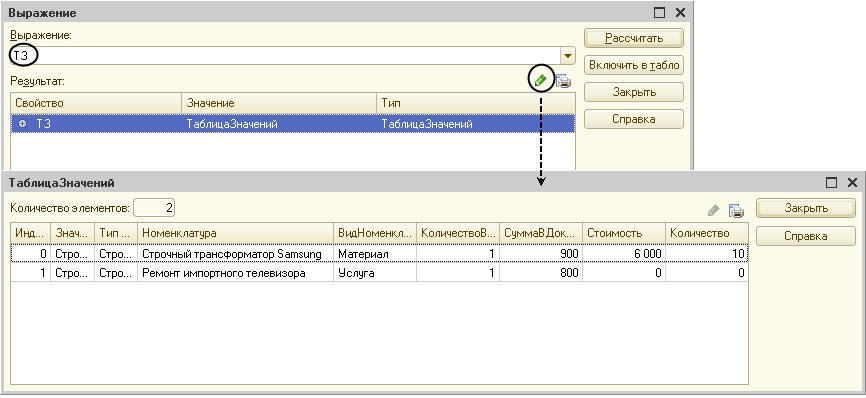 Выражение
Выражение:
ТЗ
Рассчитать
Включить в табло
Результат:
Закрыть
Свойство Значение Тип
Справка
ТЗ ТаблицаЗначений ТаблицаЗначений
ТаблицаЗначений
Количество элементов: 2
Закрыть
Инд... Знач... Тип ... Номенклатура ВидНоменкл... КоличествоВ... СуммаВДок... Стоимость Количество
Справка
0 Стро... Стро... Строчный трансформатор Samsung Материал 1 900 6 000 10
1 Стро... Стро... Ремонт импортного телевизора Услуга 1 800 0 0